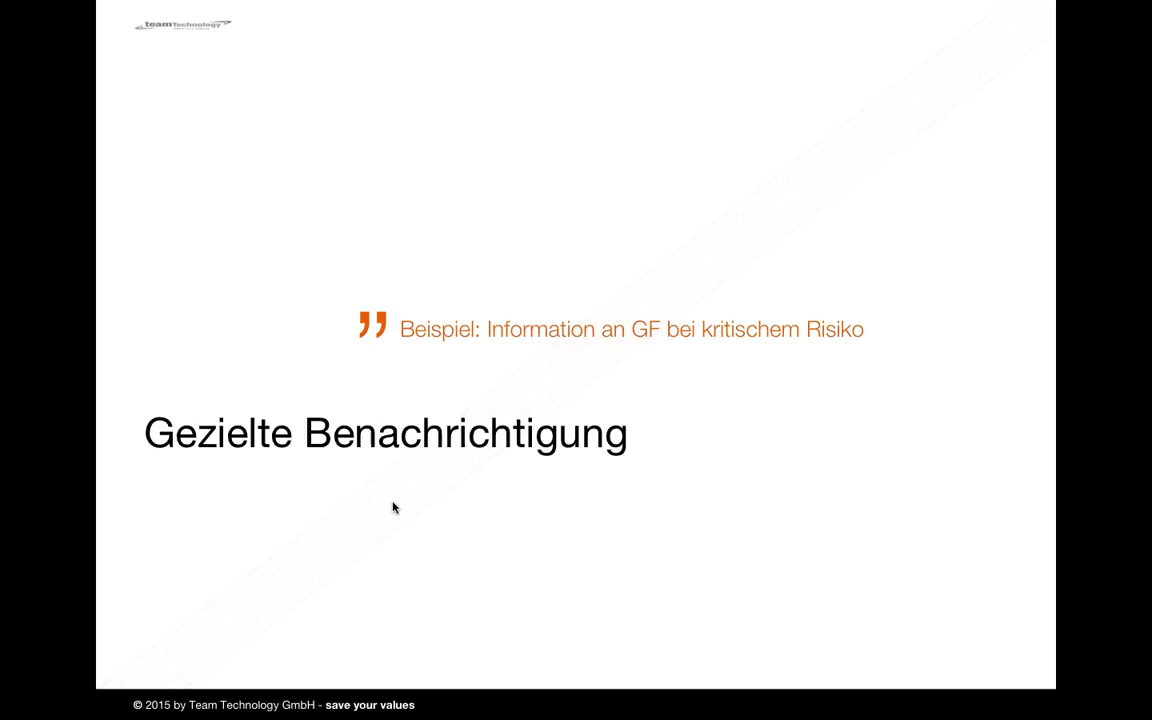 teamTechnology
” Beispiel: Information an GF bei kritischem Risiko
Gezielte Benachrichtigung
© 2015 by Team Technology GmbH - save your values